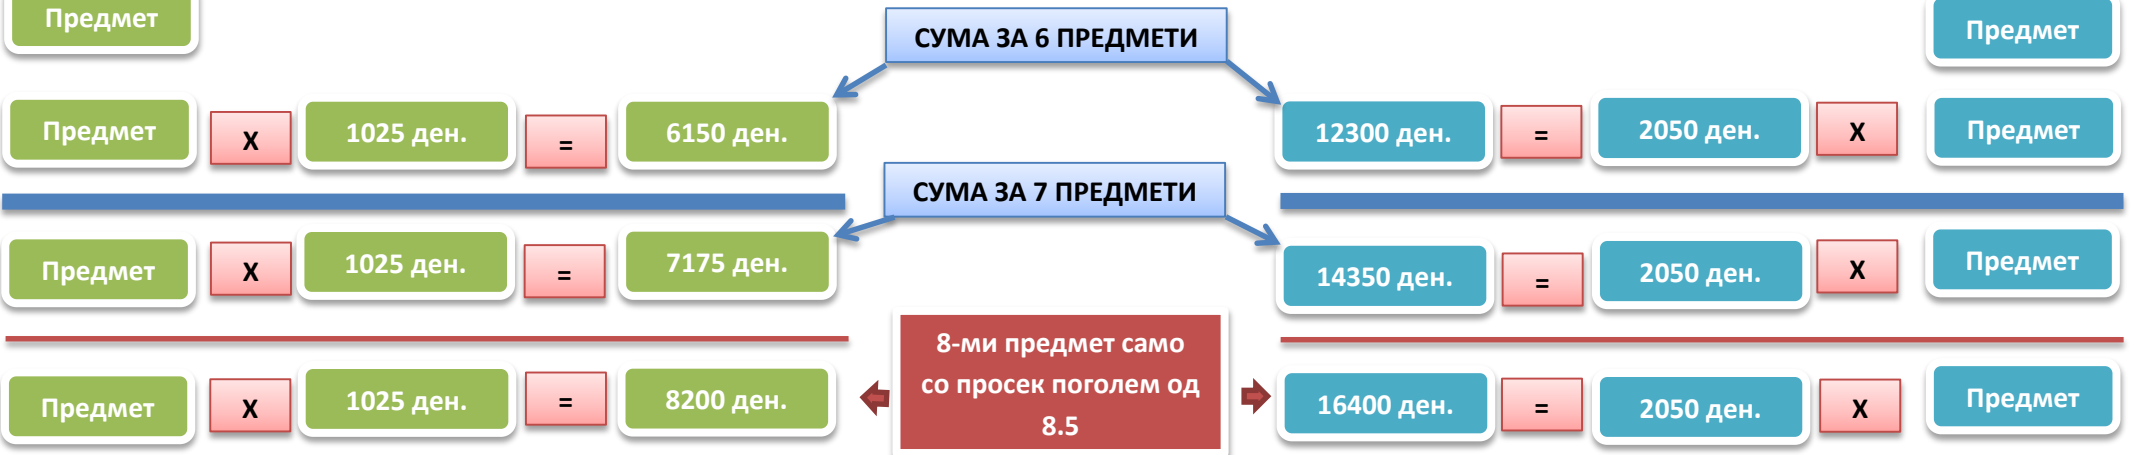 Предмет
СУМА ЗА 6 ПРЕДМЕТИ
Предмет
Предмет X 1025 ден. = 6150 ден.
12300 ден. = 2050 ден. X Предмет
СУМА ЗА 7 ПРЕДМЕТИ
Предмет X 1025 ден. = 7175 ден.
14350 ден. = 2050 ден. X Предмет
8-ми предмет само
со просек поголем од
8.5
Предмет X 1025 ден. = 8200 ден.
16400 ден. = 2050 ден. X Предмет